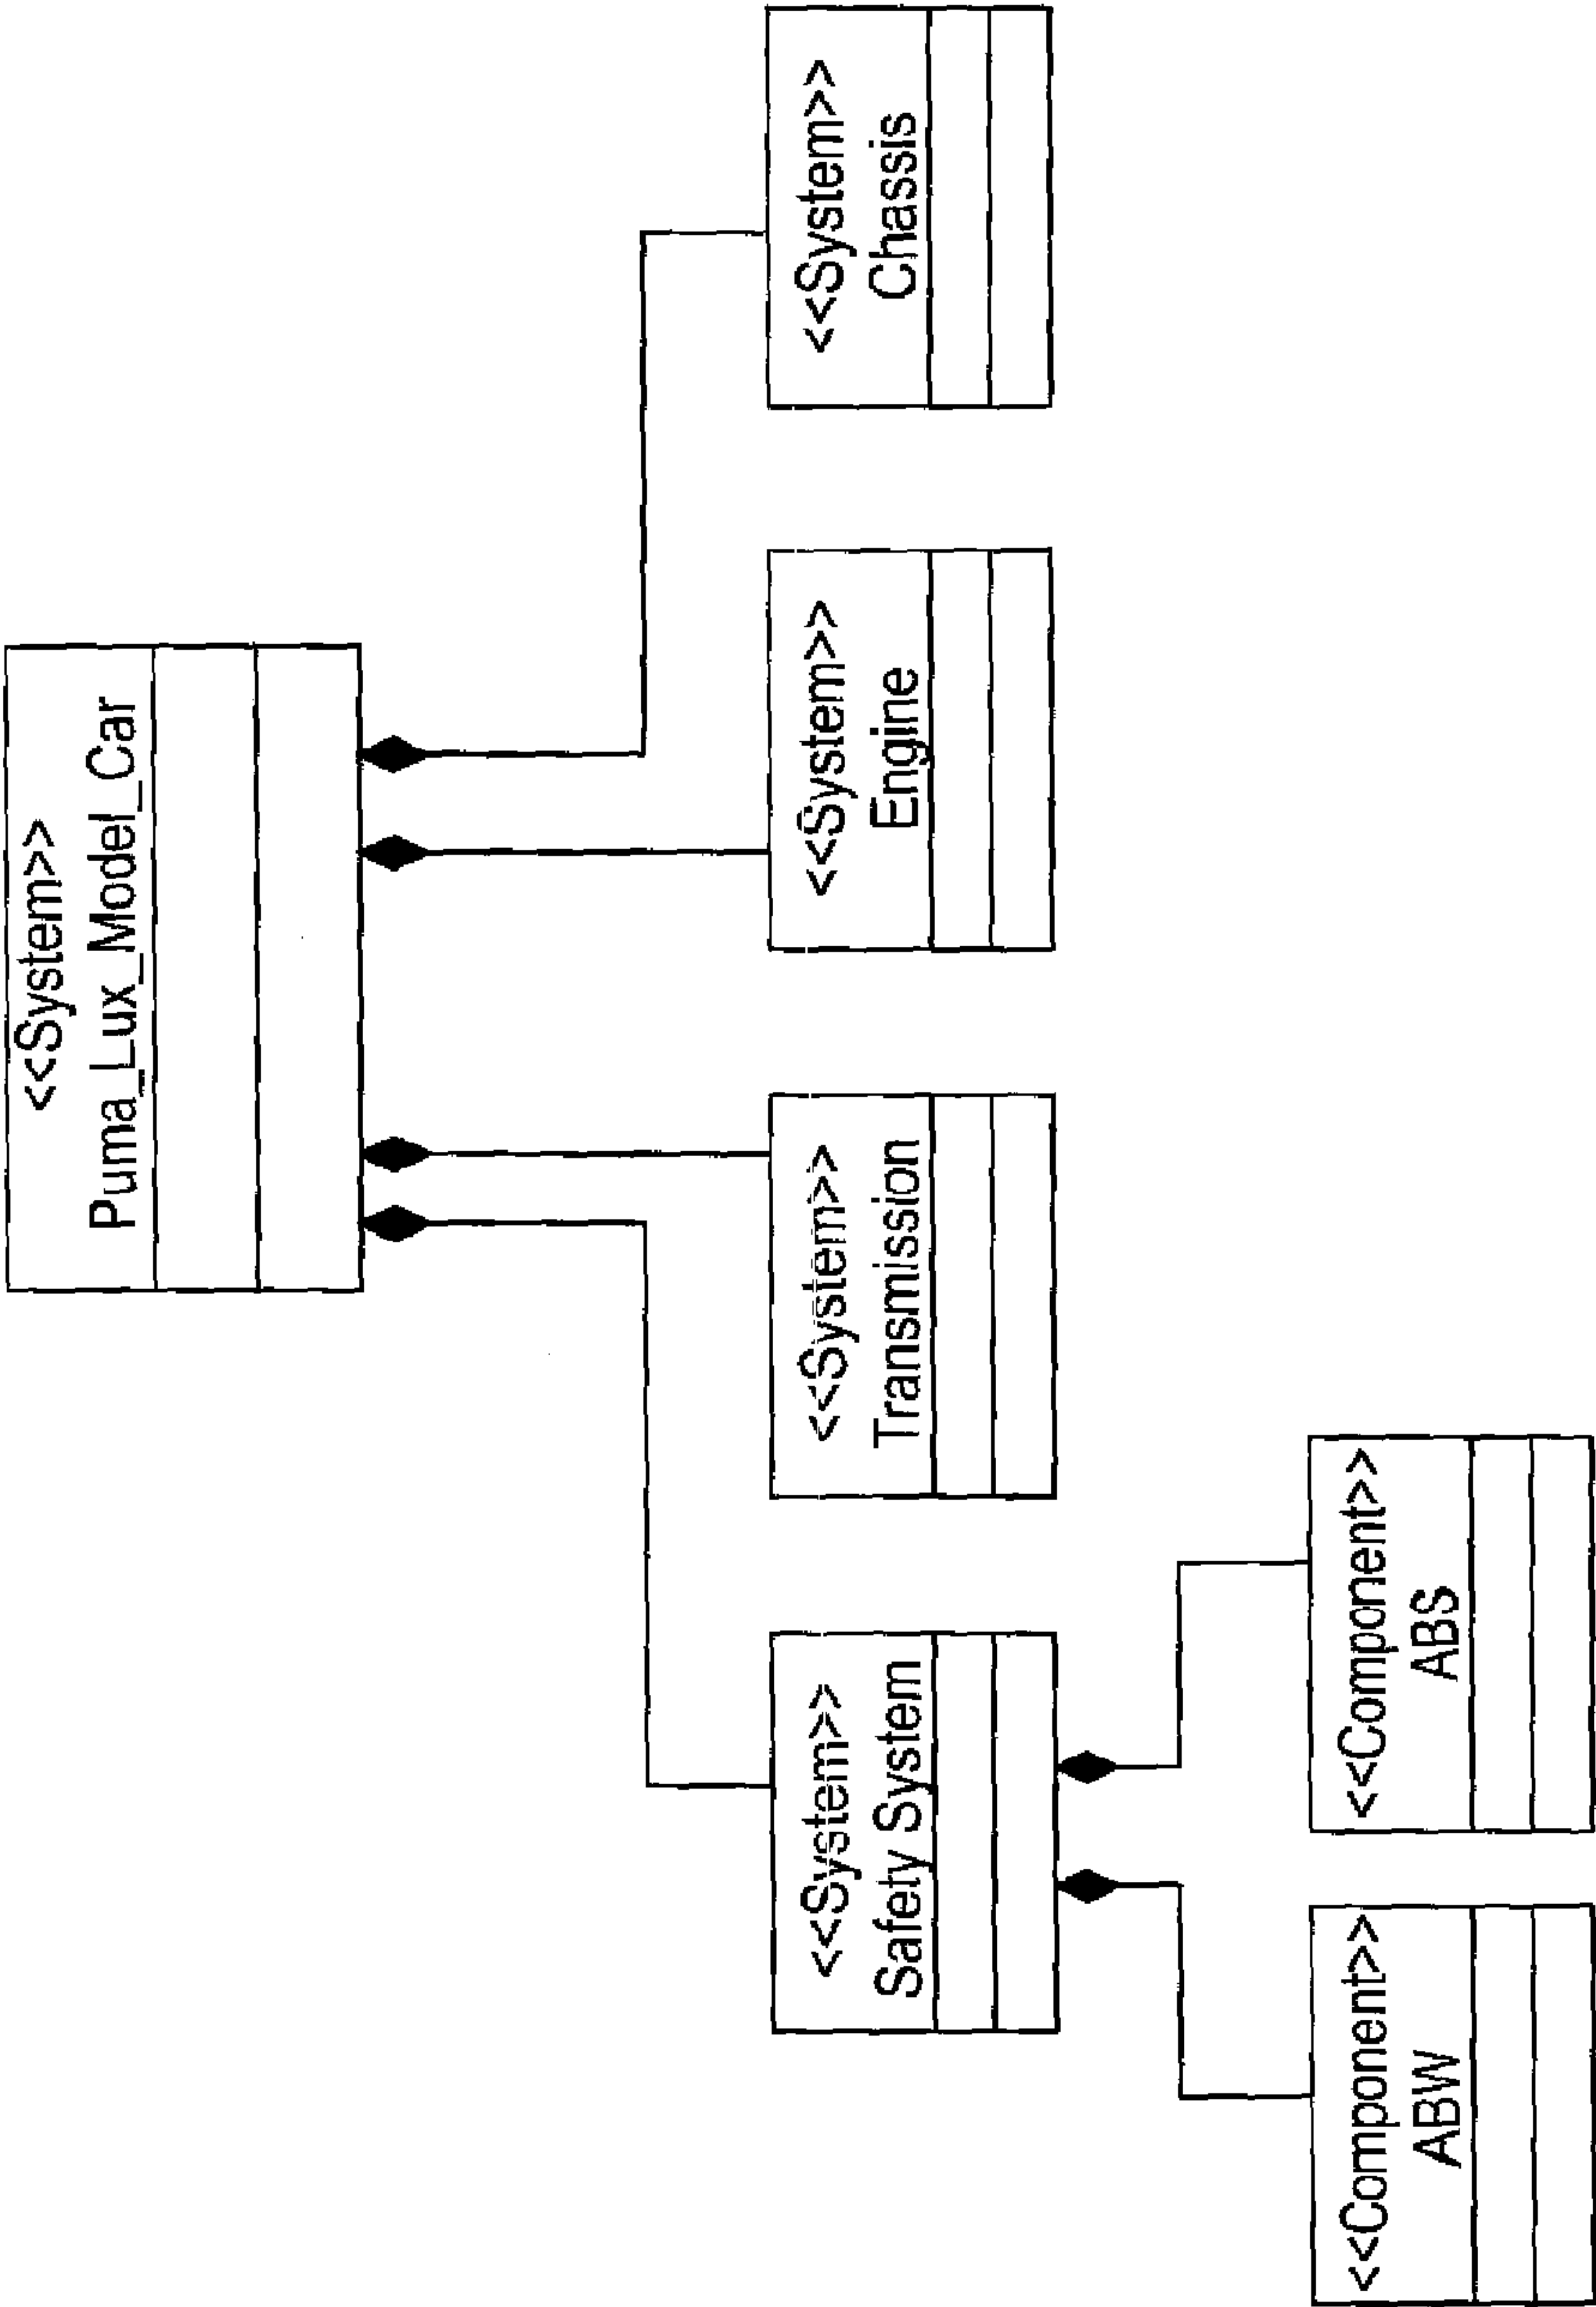 <<System>>
Puma_Lux_Model_Car
<<System>>
Safety System
<<System>>
Transmission
<<System>>
Engine
<<System>>
Chassis
<<Component>>
ABW
<<Component>>
ABS